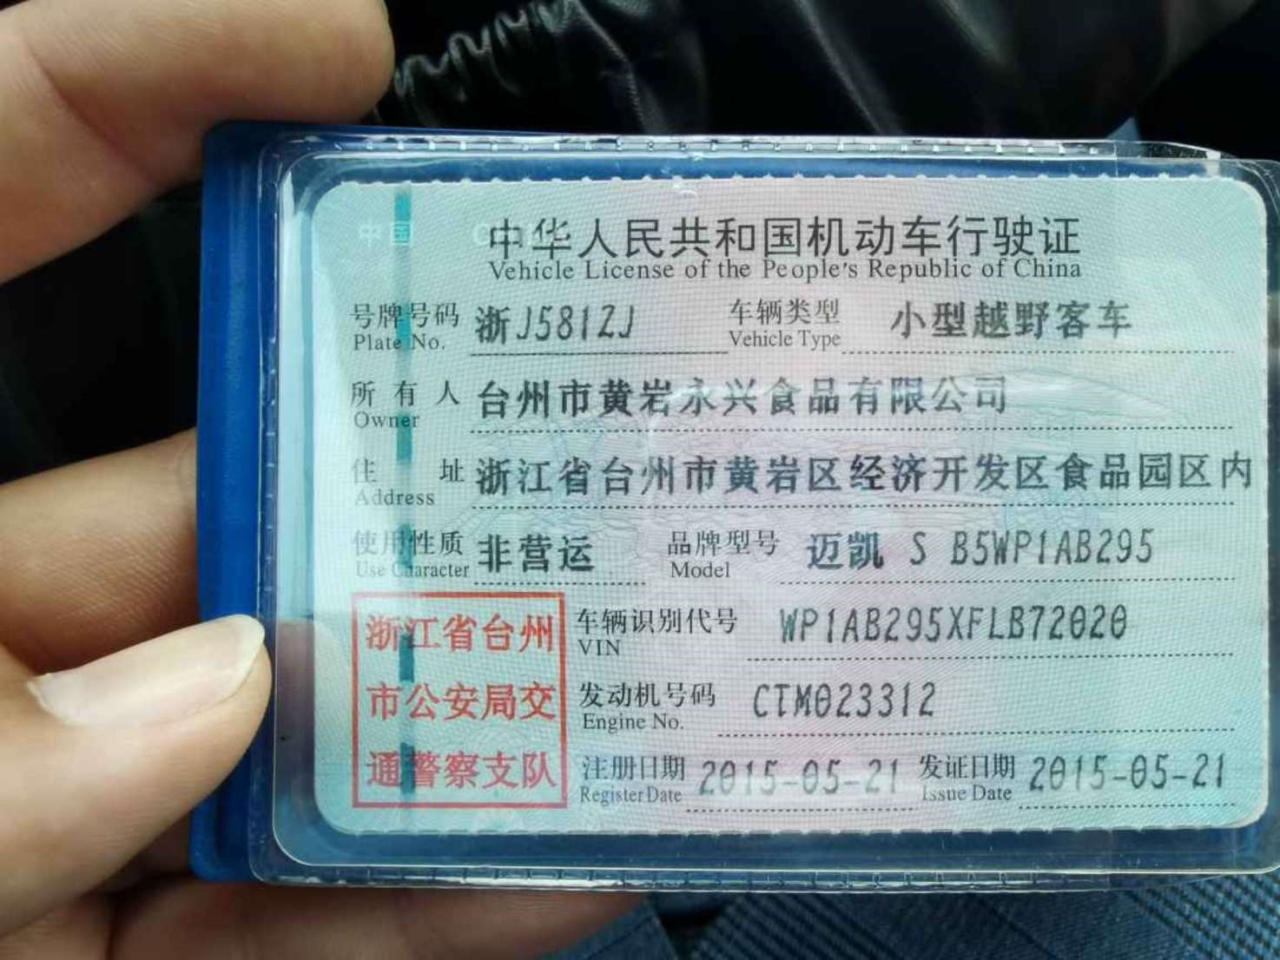 中国
中华人民共和国机动车行驶证
Vehicle License of the People's Republic of China
号牌号码 浙J5812J 车辆类型 小型越野客车
Plate No. Vehicle Type
所有人 台州市黄岩永兴食品有限公司
Owner
住址 浙江省台州市黄岩区经济开发区食品园区内
Address
使用性质 非营运 品牌型号 迈凯 S B5WP1AB295
Use Character Model
浙江省台州 车辆识别代号 WP1AB295XFLB72020
VIN
市公安局交 发动机号码 CTM023312
Engine No.
通警察支队 注册日期 2015-05-21 发证日期 2015-05-21
Register Date Issue Date